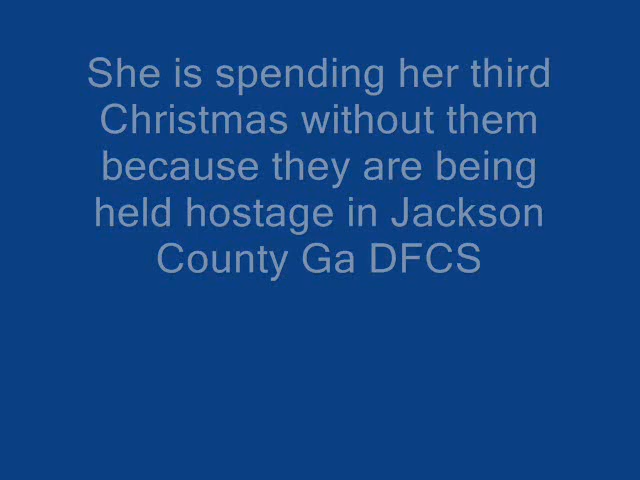 She is spending her third
Christmas without them
because they are being
held hostage in Jackson
County Ga DFCS